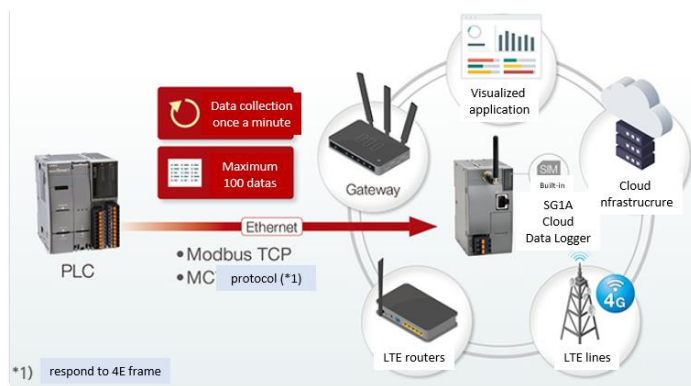 Data collection
once a minute
Maximum
100 datas
Visualized
application
Gateway
SIM
Built-in
SG1A
Cloud
Data Logger
Cloud
nfrastrucrure
Ethernet
PLC
•Modbus TCP
•MC protocol (*1)
4G
LTE routers
LTE lines
*1) respond to 4E frame